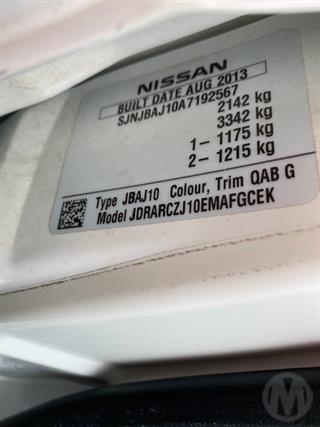 NISSAN
BUILT DATE AUG 2013
SJNJBAJ10A7192567
2142 kg
3342 kg
1- 1175 kg
2- 1215 kg
Type JBAJ10 Colour, Trim QAB G
Model JDRARCZJ10EMAFGCEK
M